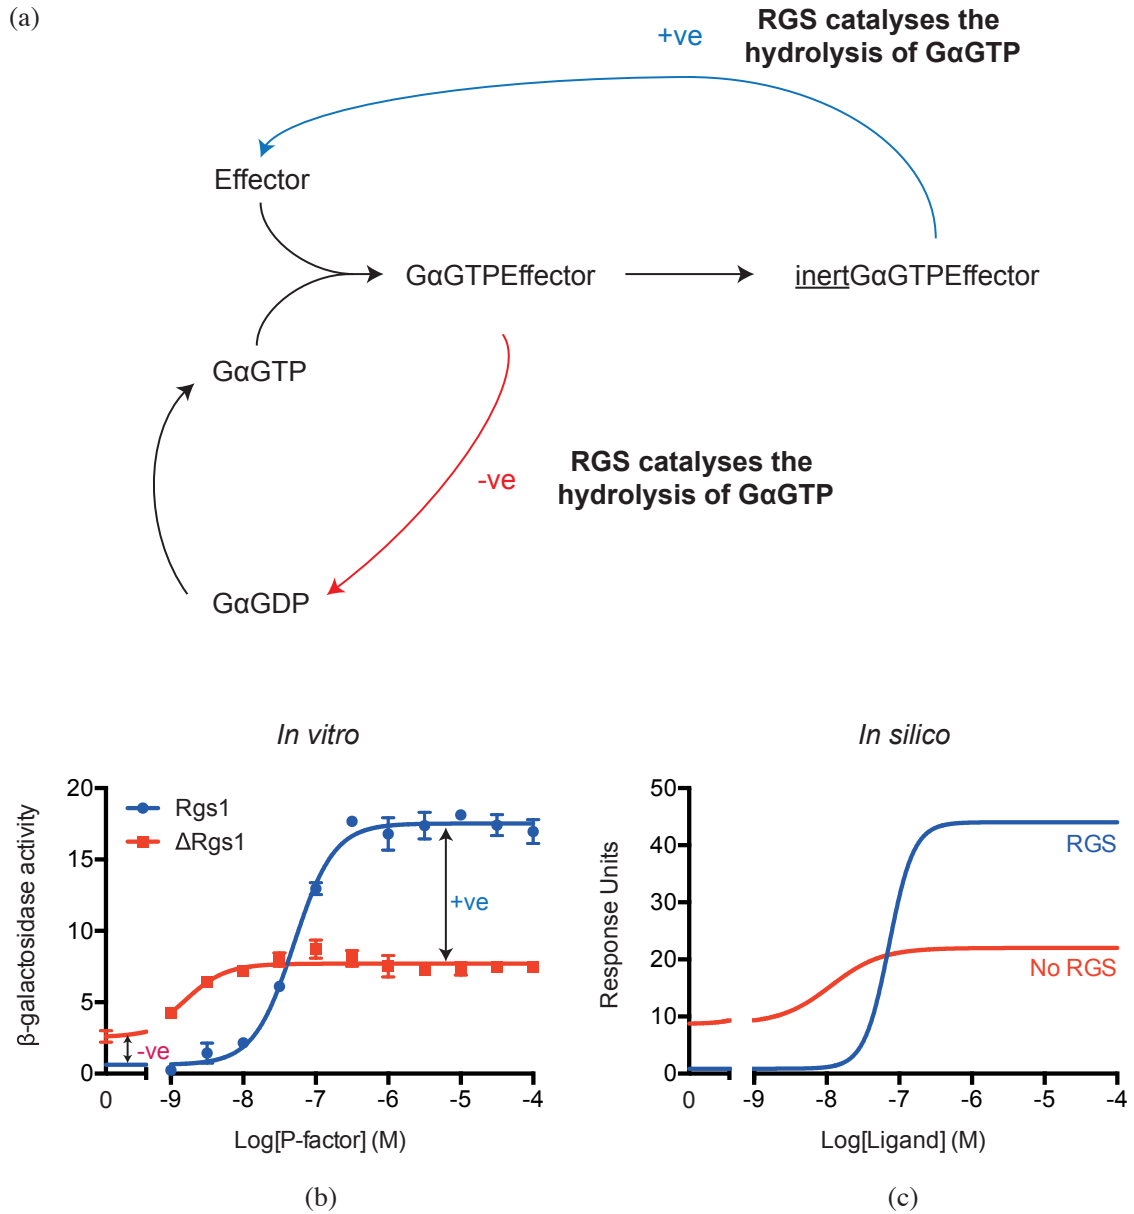 (a)
RGS catalyses the
hydrolysis of GαGTP
+ve
Effector
GαGTPEffector
inertGαGTPEffector
GαGTP
RGS catalyses the
hydrolysis of GαGTP
-ve
GαGDP
In vitro
β-galactosidase activity
20
15
10
5
0
Rgs1
ΔRgs1
+ve
-ve
0 -9 -8 -7 -6 -5 -4
Log[P-factor] (M)
(b)
In silico
Response Units
50
40
30
20
10
0
RGS
No RGS
0 -9 -8 -7 -6 -5 -4
Log[Ligand] (M)
(c)